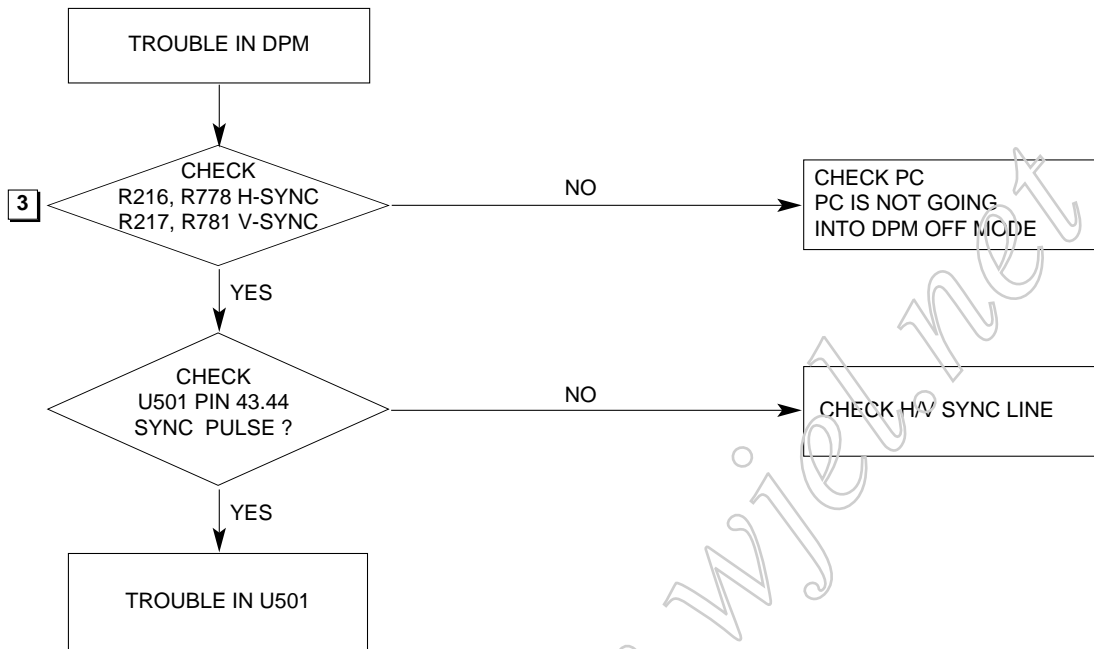 TROUBLE IN DPM
3
CHECK
R216, R778 H-SYNC
R217, R781 V-SYNC
NO
CHECK PC
PC IS NOT GOING
INTO DPM OFF MODE
YES
CHECK
U501 PIN 43.44
SYNC PULSE ?
NO
CHECK H/V SYNC LINE
YES
TROUBLE IN U501
wjel.net